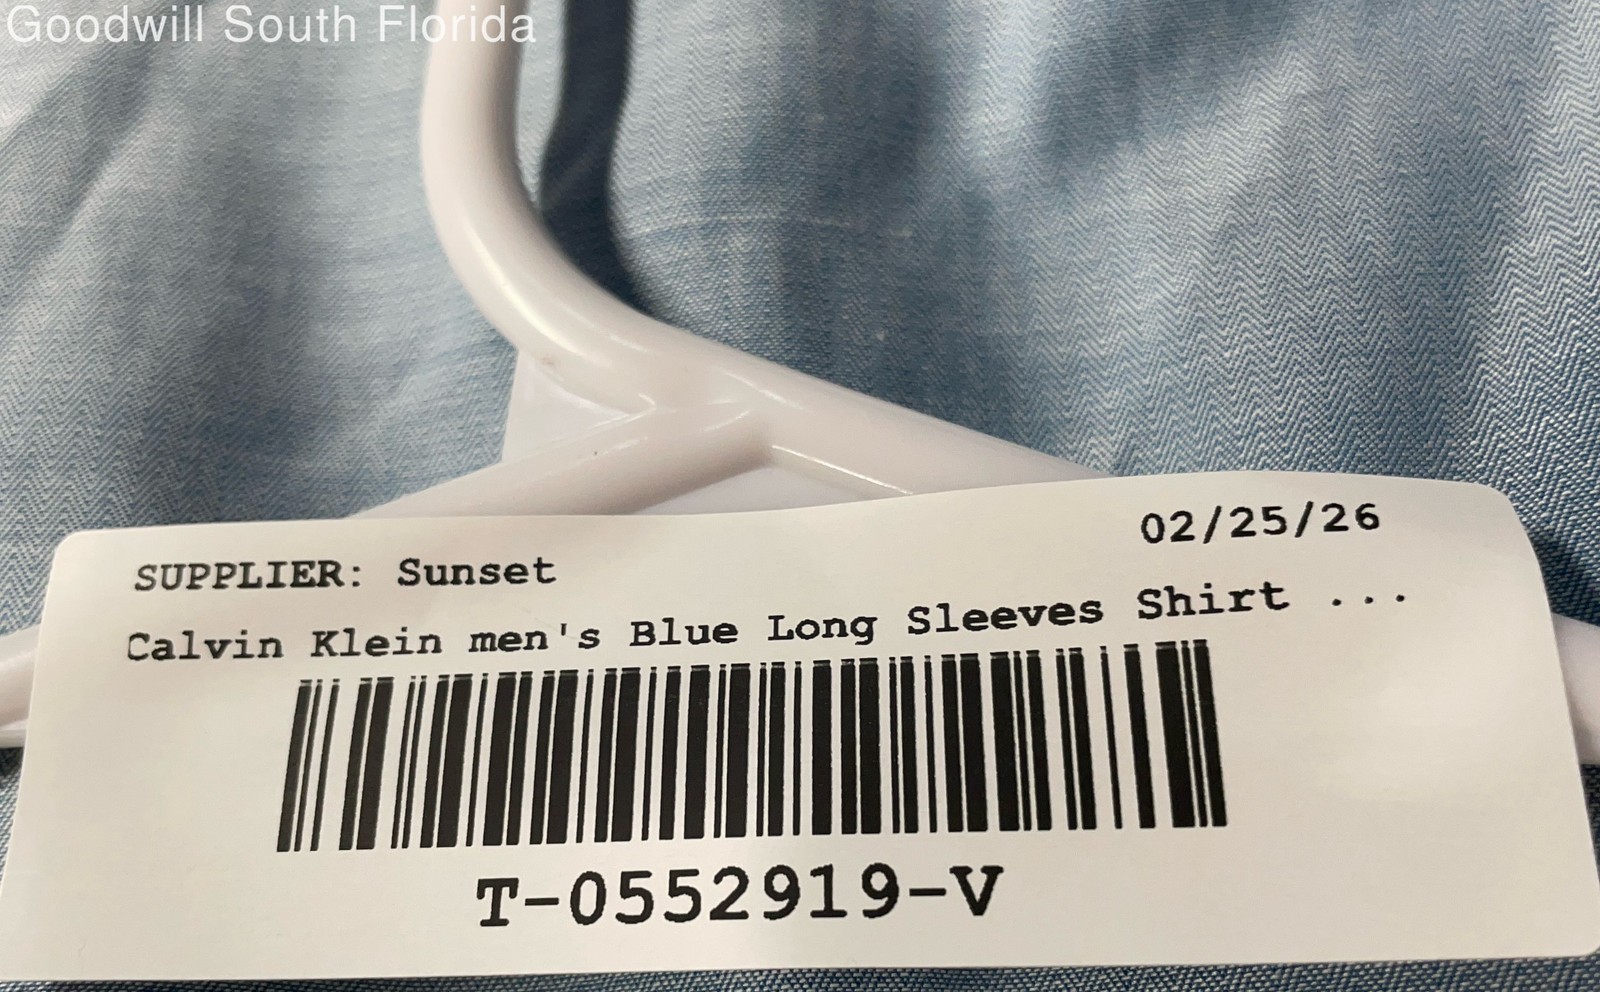 Goodwill South Florida
02/25/26
SUPPLIER: Sunset
Calvin Klein men's Blue Long Sleeves Shirt ...
T-0552919-V